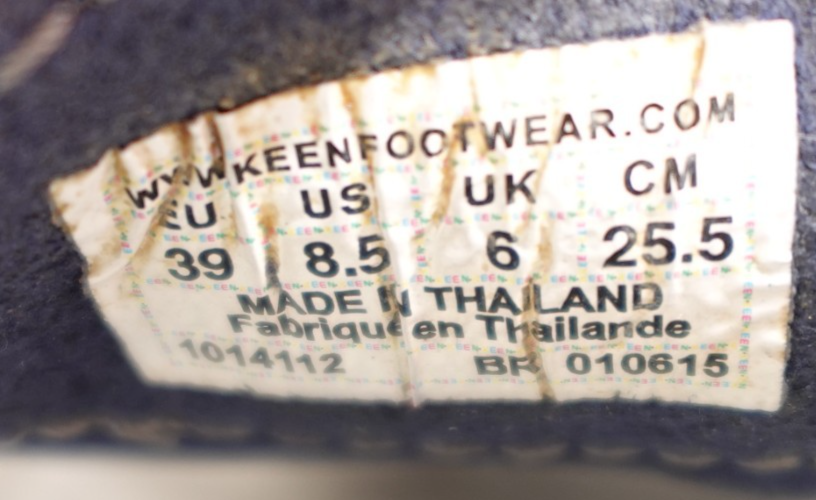 WWW.KEENFOOTWEAR.COM
EU US UK CM
39 8.5 6 25.5
MADE IN THAILAND
Fabriqué en Thailande
1014112 BR 010615